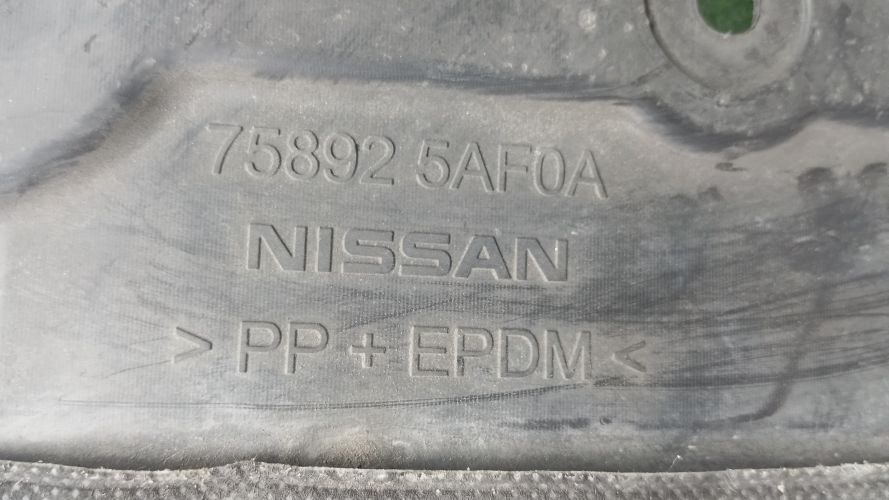 75892 5AF0A
NISSAN
> PP + EPDM <